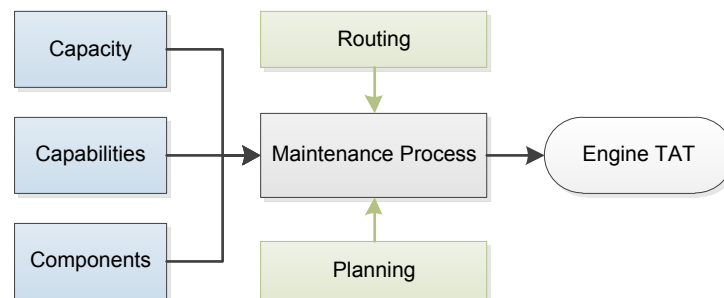 Capacity
Routing
Capabilities
Maintenance Process
Engine TAT
Components
Planning